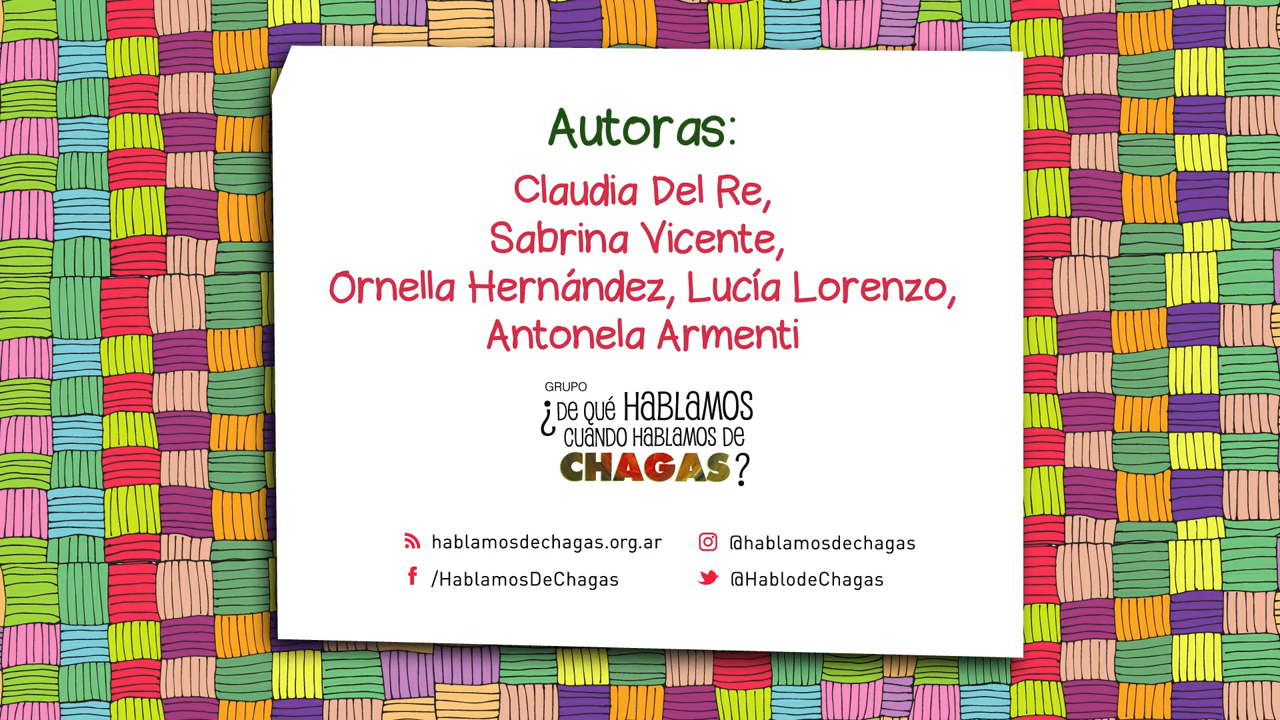 Autoras:
Claudia Del Re,
Sabrina Vicente,
Ornella Hernández, Lucía Lorenzo,
Antonela Armenti
GRUPO
¿DE QUÉ HABLAMOS
CUANDO HABLAMOS DE
CHAGAS?
hablamosdechagas.org.ar
@hablamosdechagas
/HablamosDeChagas
@HablodeChagas